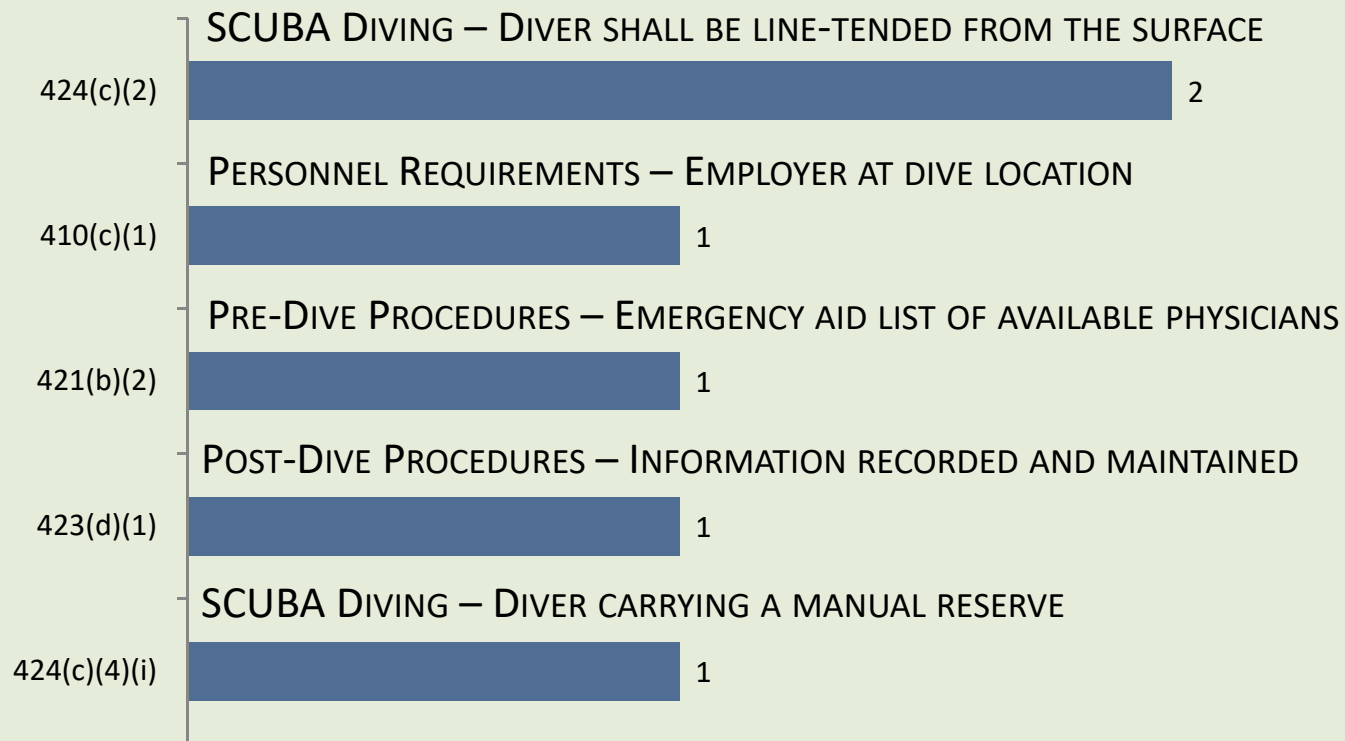 SCUBA DIVING – DIVER SHALL BE LINE-TENDED FROM THE SURFACE
424(c)(2) 2
PERSONNEL REQUIREMENTS – EMPLOYER AT DIVE LOCATION
410(c)(1) 1
PRE-DIVE PROCEDURES – EMERGENCY AID LIST OF AVAILABLE PHYSICIANS
421(b)(2) 1
POST-DIVE PROCEDURES – INFORMATION RECORDED AND MAINTAINED
423(d)(1) 1
SCUBA DIVING – DIVER CARRYING A MANUAL RESERVE
424(c)(4)(i) 1